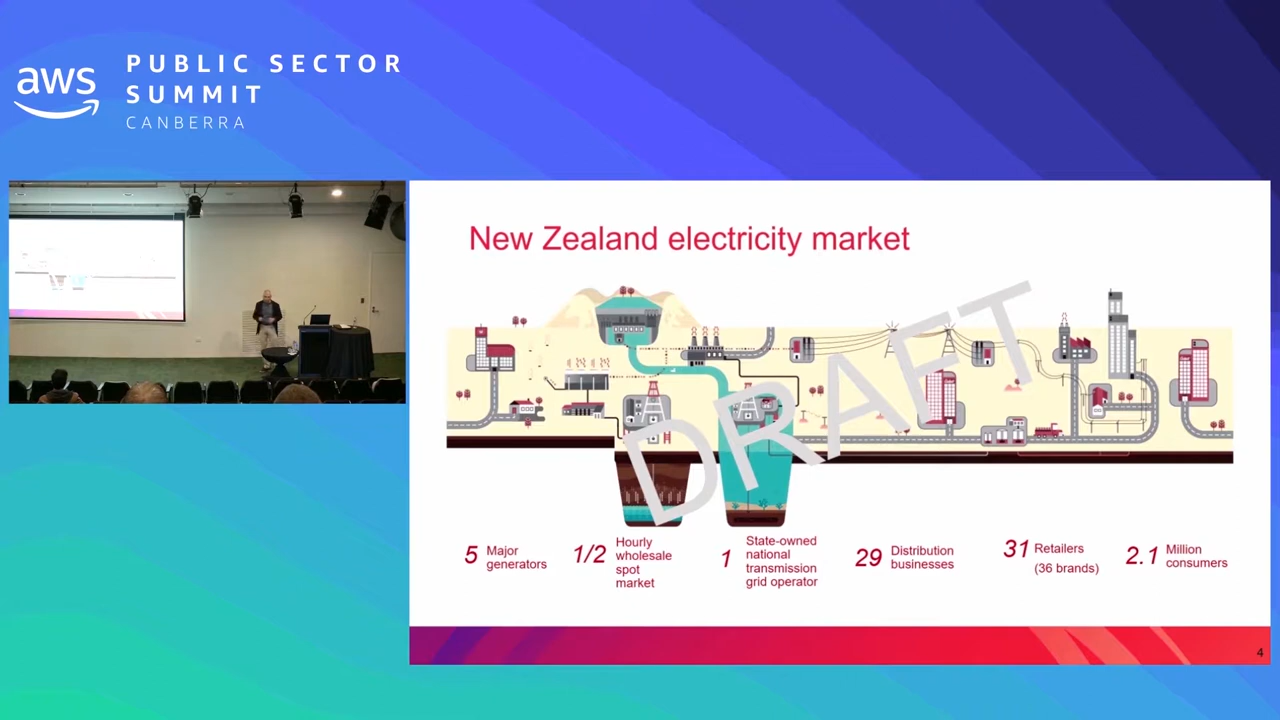 aws
PUBLIC SECTOR
SUMMIT
CANBERRA
New Zealand electricity market
DRAFT
5 Major
generators
1/2 Hourly
wholesale
spot
market
1 State-owned
national
transmission
grid operator
29 Distribution
businesses
31 Retailers
(36 brands)
2.1 Million
consumers
4